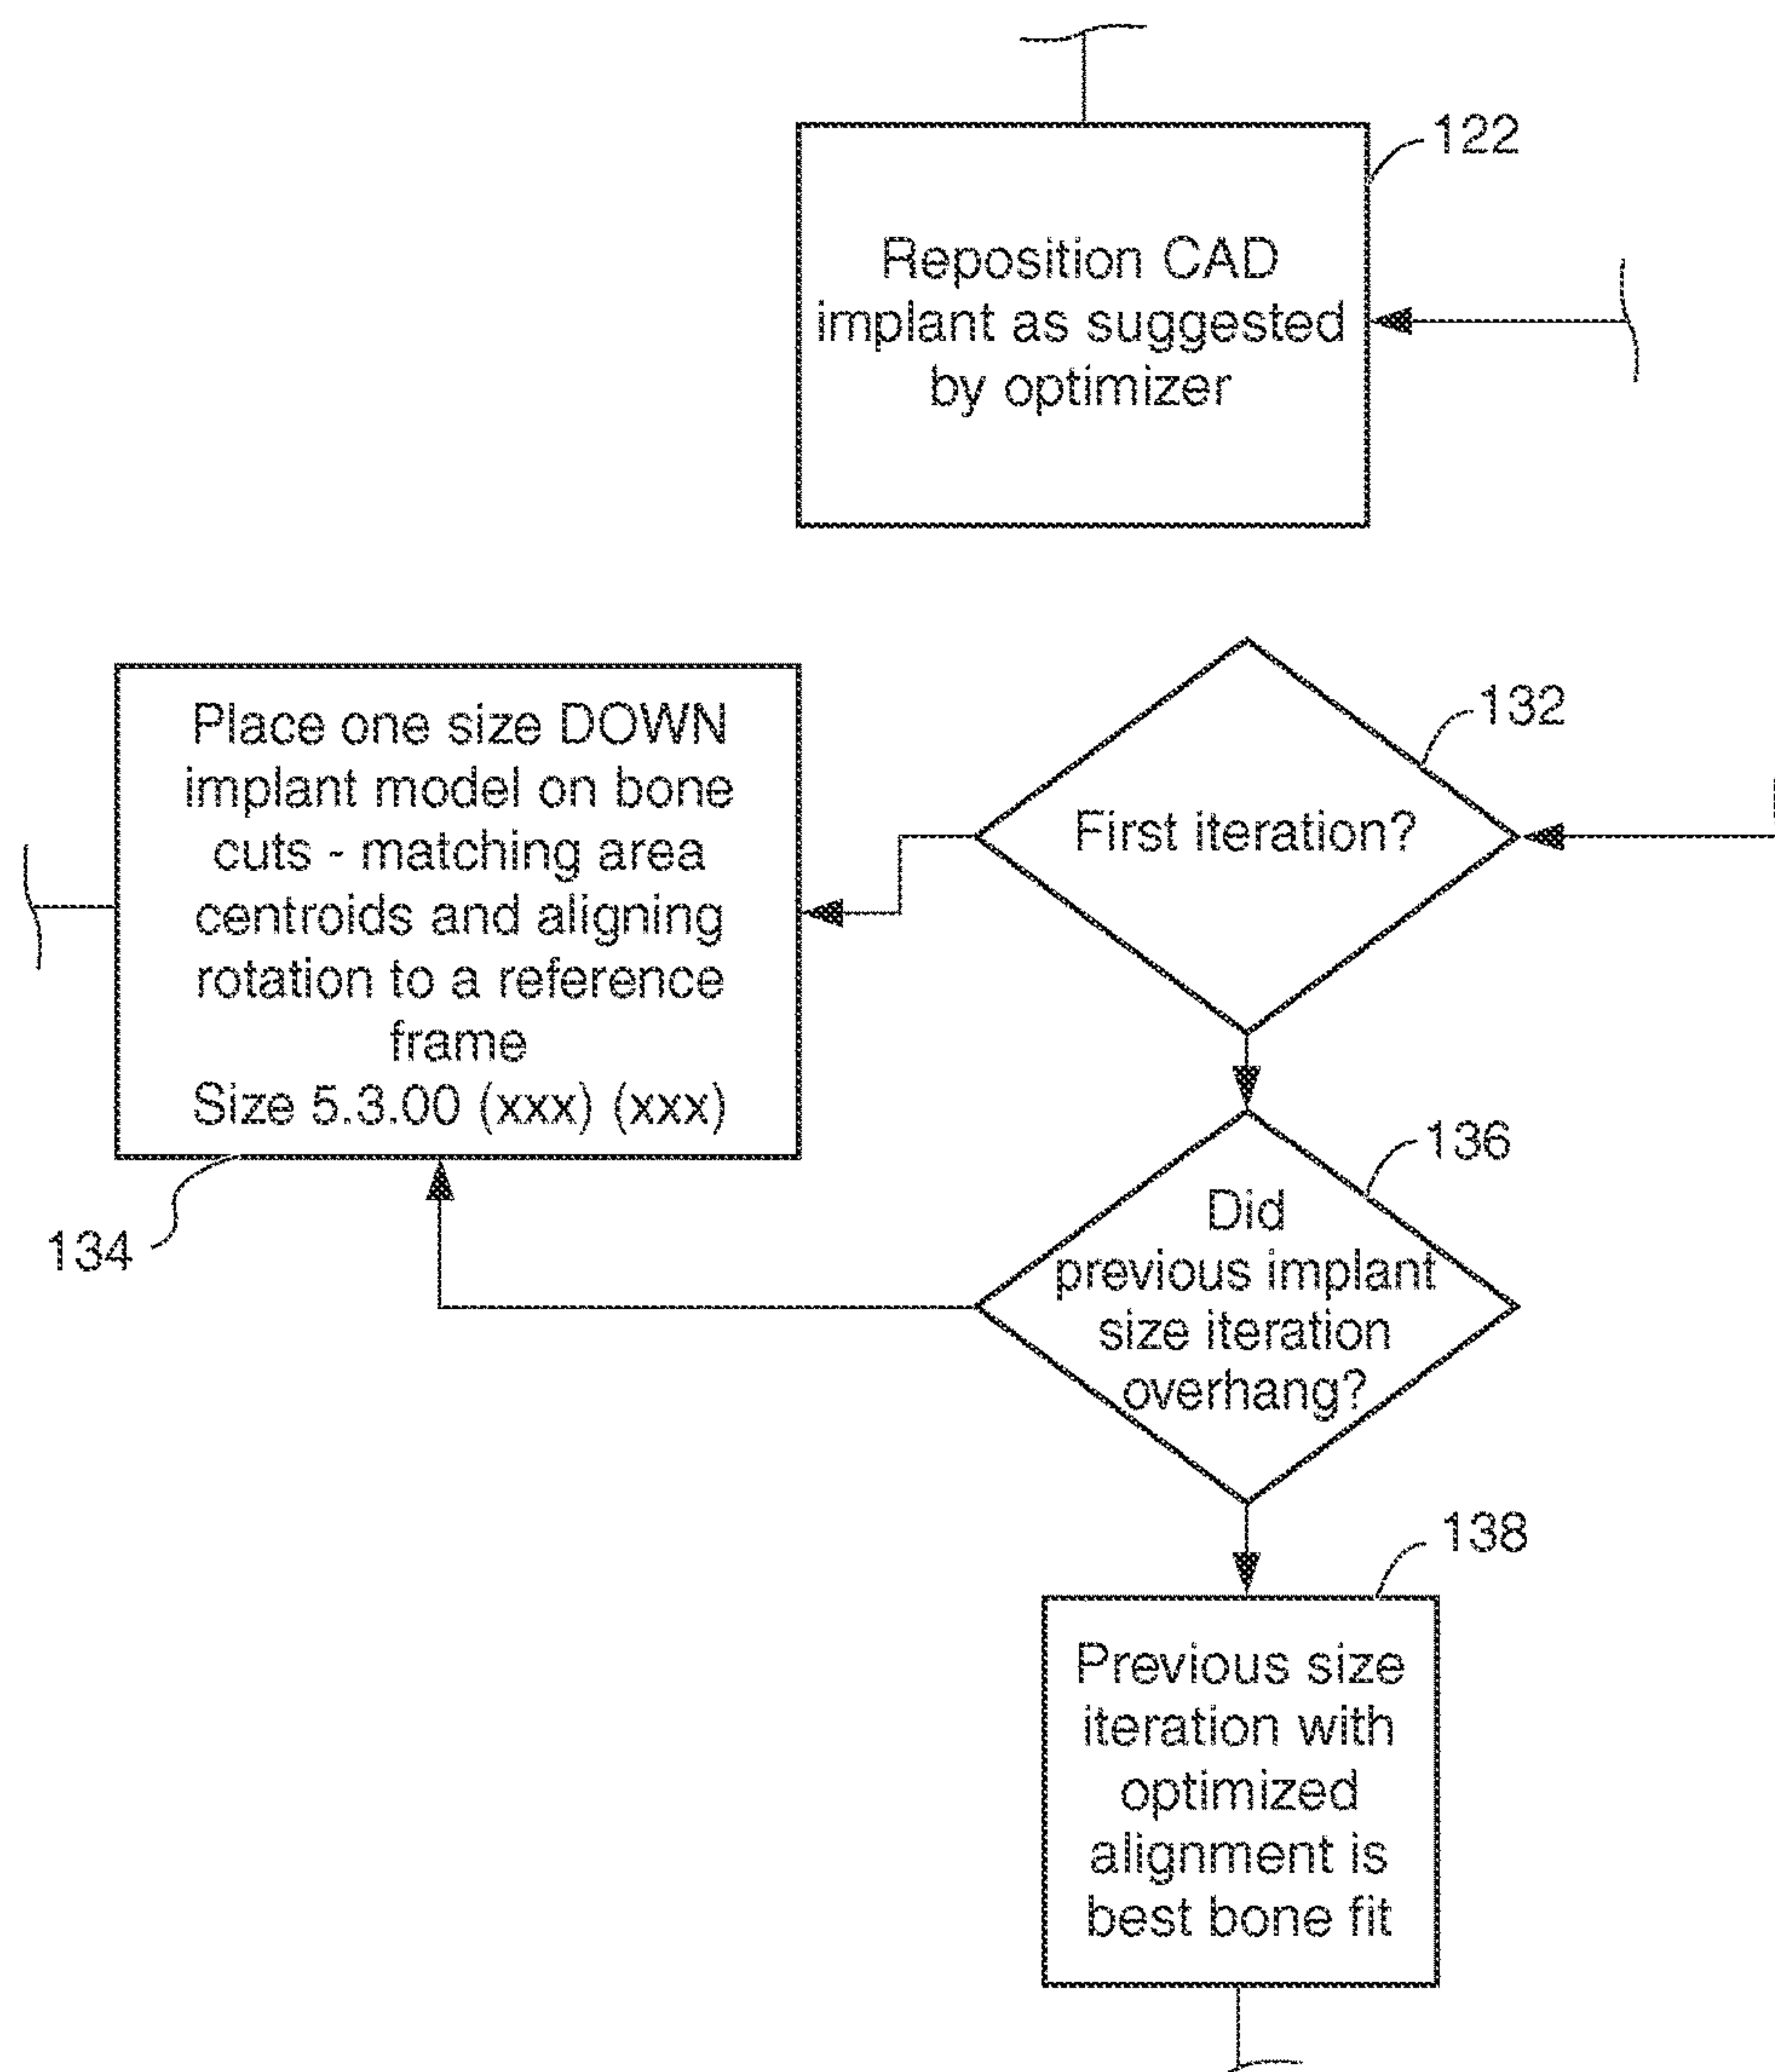 122
Reposition CAD
implant as suggested
by optimizer
Place one size DOWN
implant model on bone
cuts - matching area
centroids and aligning
rotation to a reference
frame
Size 5.3.00 (xxx) (xxx)
134
132
First iteration?
136
Did
previous implant
size iteration
overhang?
138
Previous size
iteration with
optimized
alignment is
best bone fit